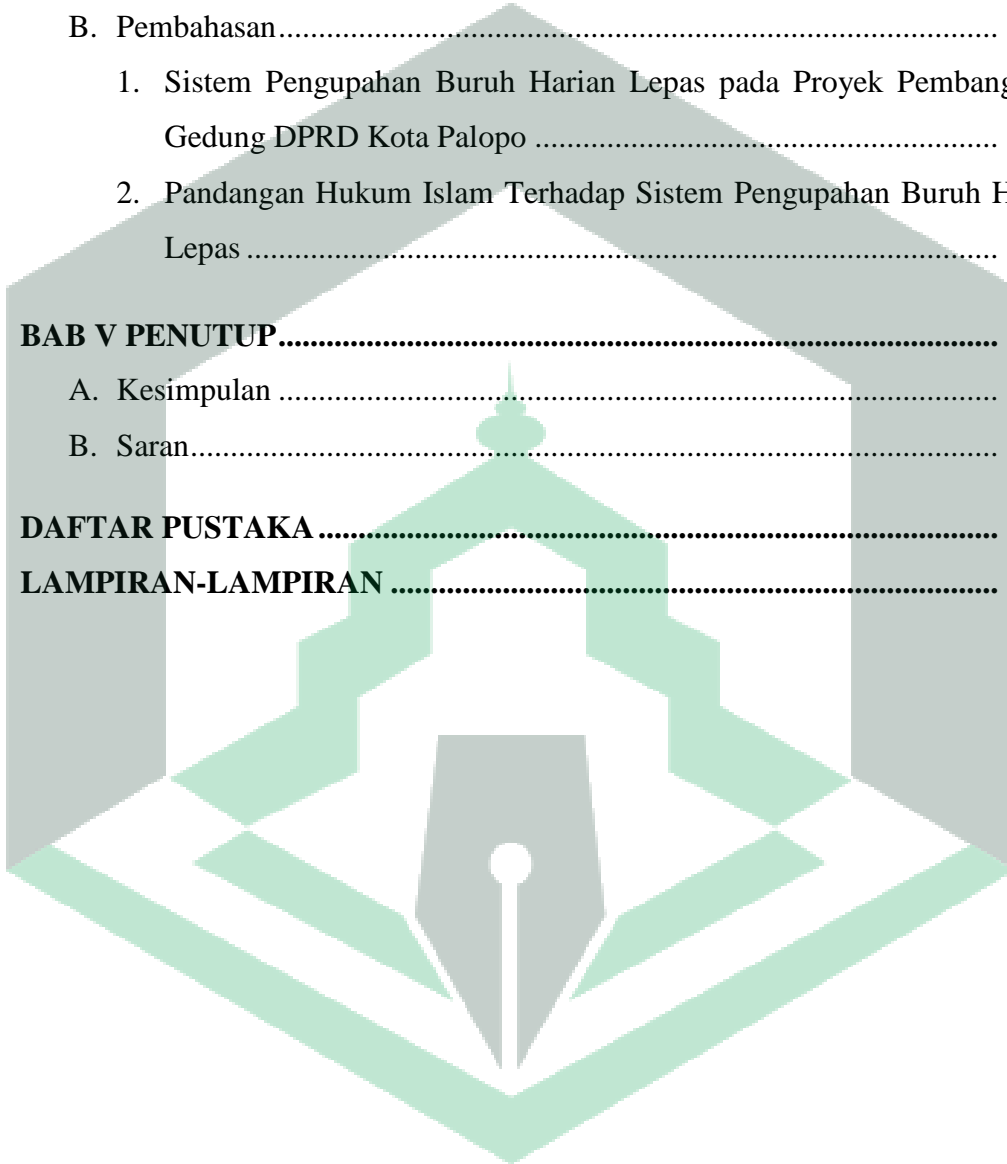 B. Pembahasan........................................................................
1. Sistem Pengupahan Buruh Harian Lepas pada Proyek Pembang
Gedung DPRD Kota Palopo ..............................................
2. Pandangan Hukum Islam Terhadap Sistem Pengupahan Buruh H
Lepas ...........................................................................
BAB V PENUTUP........................................................................
A. Kesimpulan ........................................................................
B. Saran.................................................................................
DAFTAR PUSTAKA ....................................................................
LAMPIRAN-LAMPIRAN .............................................................